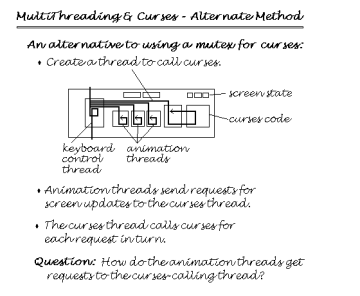 MultiThreading & Curses - Alternate Method
An alternative to using a mutex for curses:
• Create a thread to call curses.
screen state
curses code
keyboard control thread
animation threads
• Animation threads send requests for
screen updates to the curses thread.
• The curses thread calls curses for
each request in turn.
Question: How do the animation threads get
requests to the curses-calling thread?